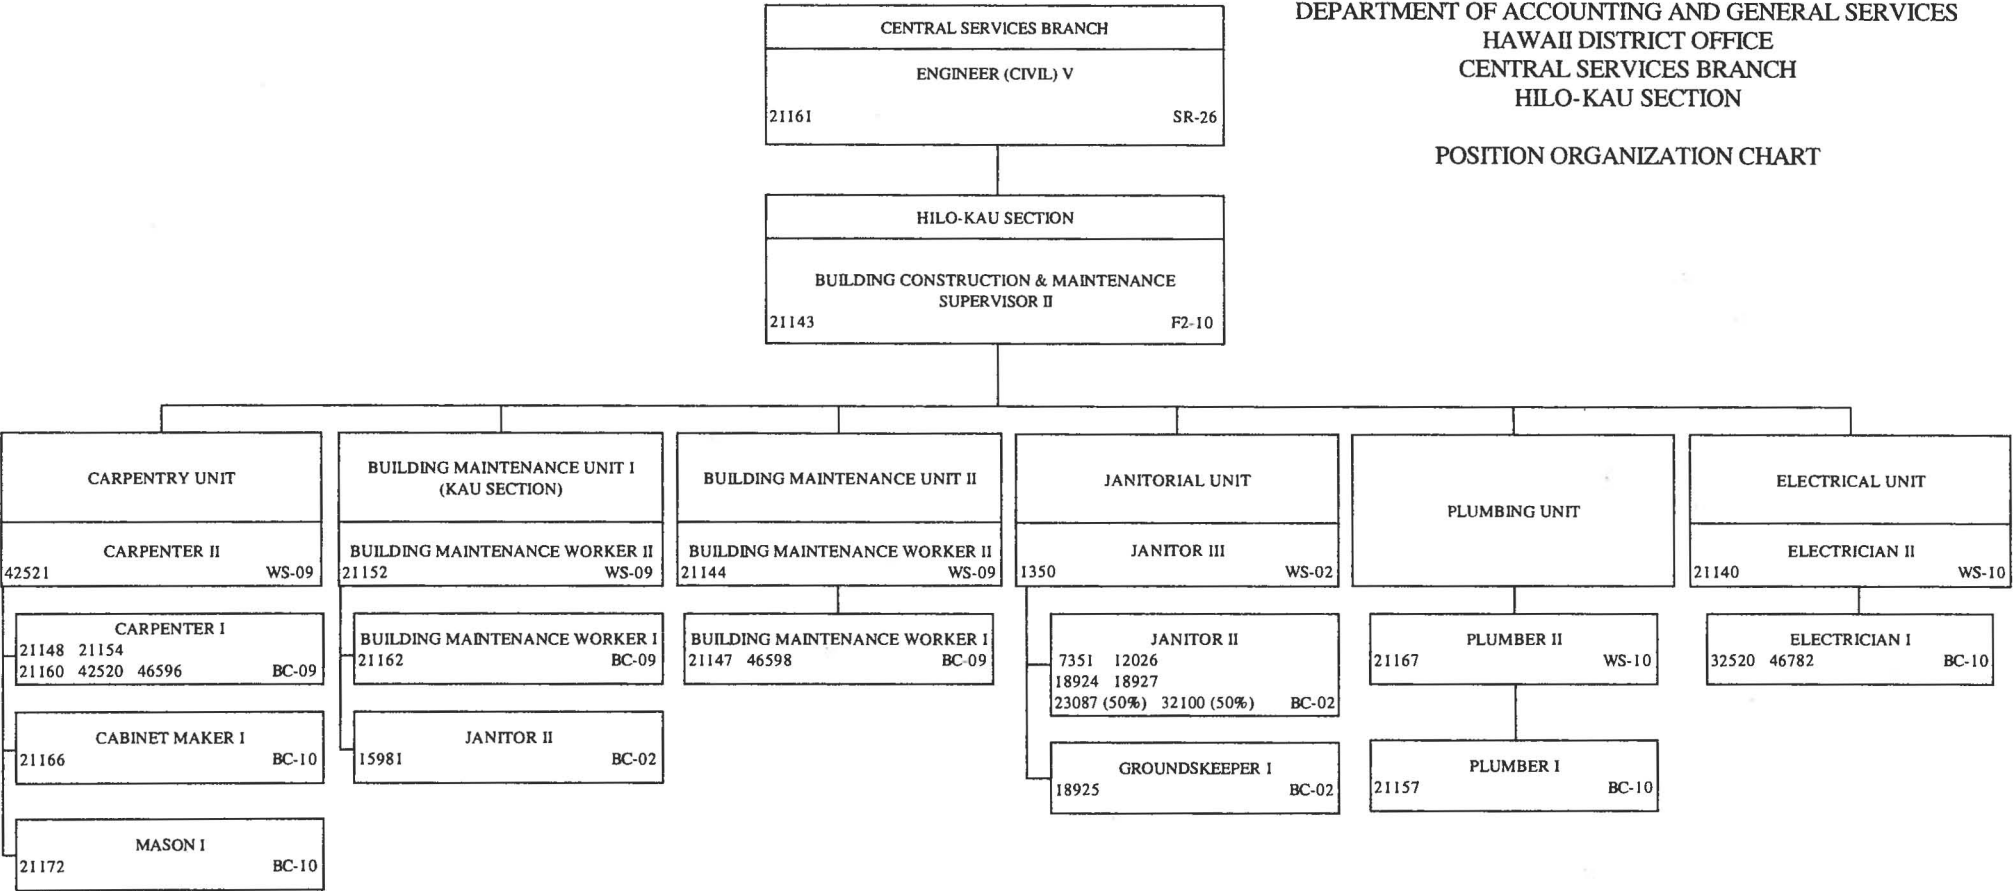 DEPARTMENT OF ACCOUNTING AND GENERAL SERVICES
HAWAII DISTRICT OFFICE
CENTRAL SERVICES BRANCH
HILO-KAU SECTION
POSITION ORGANIZATION CHART
CENTRAL SERVICES BRANCH
ENGINEER (CIVIL) V
21161 SR-26
HILO-KAU SECTION
BUILDING CONSTRUCTION & MAINTENANCE
SUPERVISOR II
21143 F2-10
CARPENTRY UNIT
CARPENTER II
42521 WS-09
CARPENTER I
21148 21154
21160 42520 46596 BC-09
CABINET MAKER I
21166 BC-10
MASON I
21172 BC-10
BUILDING MAINTENANCE UNIT I
(KAU SECTION)
BUILDING MAINTENANCE WORKER II
21152 WS-09
BUILDING MAINTENANCE WORKER I
21162 BC-09
JANITOR II
15981 BC-02
BUILDING MAINTENANCE UNIT II
BUILDING MAINTENANCE WORKER II
21144 WS-09
BUILDING MAINTENANCE WORKER I
21147 46598 BC-09
JANITORIAL UNIT
JANITOR III
1350 WS-02
JANITOR II
7351 12026
18924 18927
23087 (50%) 32100 (50%) BC-02
GROUNDSKEEPER I
18925 BC-02
PLUMBING UNIT
PLUMBER II
21167 WS-10
PLUMBER I
21157 BC-10
ELECTRICAL UNIT
ELECTRICIAN II
21140 WS-10
ELECTRICIAN I
32520 46782 BC-10